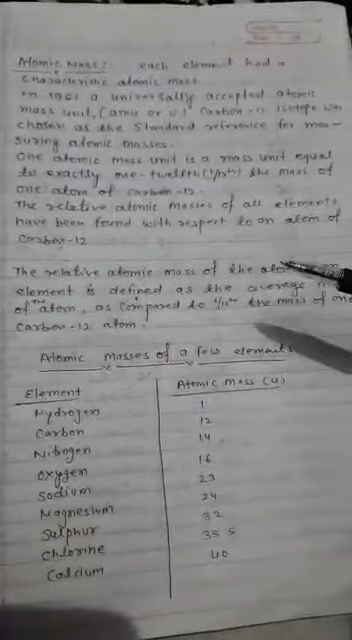 Atomic Mass: each element had a
characteristic atomic mass
In 1961 a universally accepted atomic
mass unit, (amu or u) Carbon-12 isotope was
chosen as the standard reference for mea-
suring atomic masses.
One atomic mass unit is a mass unit equal
to exactly one-twelfth (1/12th) the mass of
one atom of carbon-12.
The relative atomic masses of all elements
have been found with respect to an atom of
Carbon-12
The relative atomic mass of the atom
element is defined as the average
of the atom, as compared to 1/12th the mass of one
Carbon-12 atom.
Atomic Masses of a few elements
Element Atomic Mass (u)
Hydrogen 1
Carbon 12
Nitrogen 14
Oxygen 16
Sodium 23
Magnesium 24
Sulphur 32
Chlorine 35.5
Calcium 40